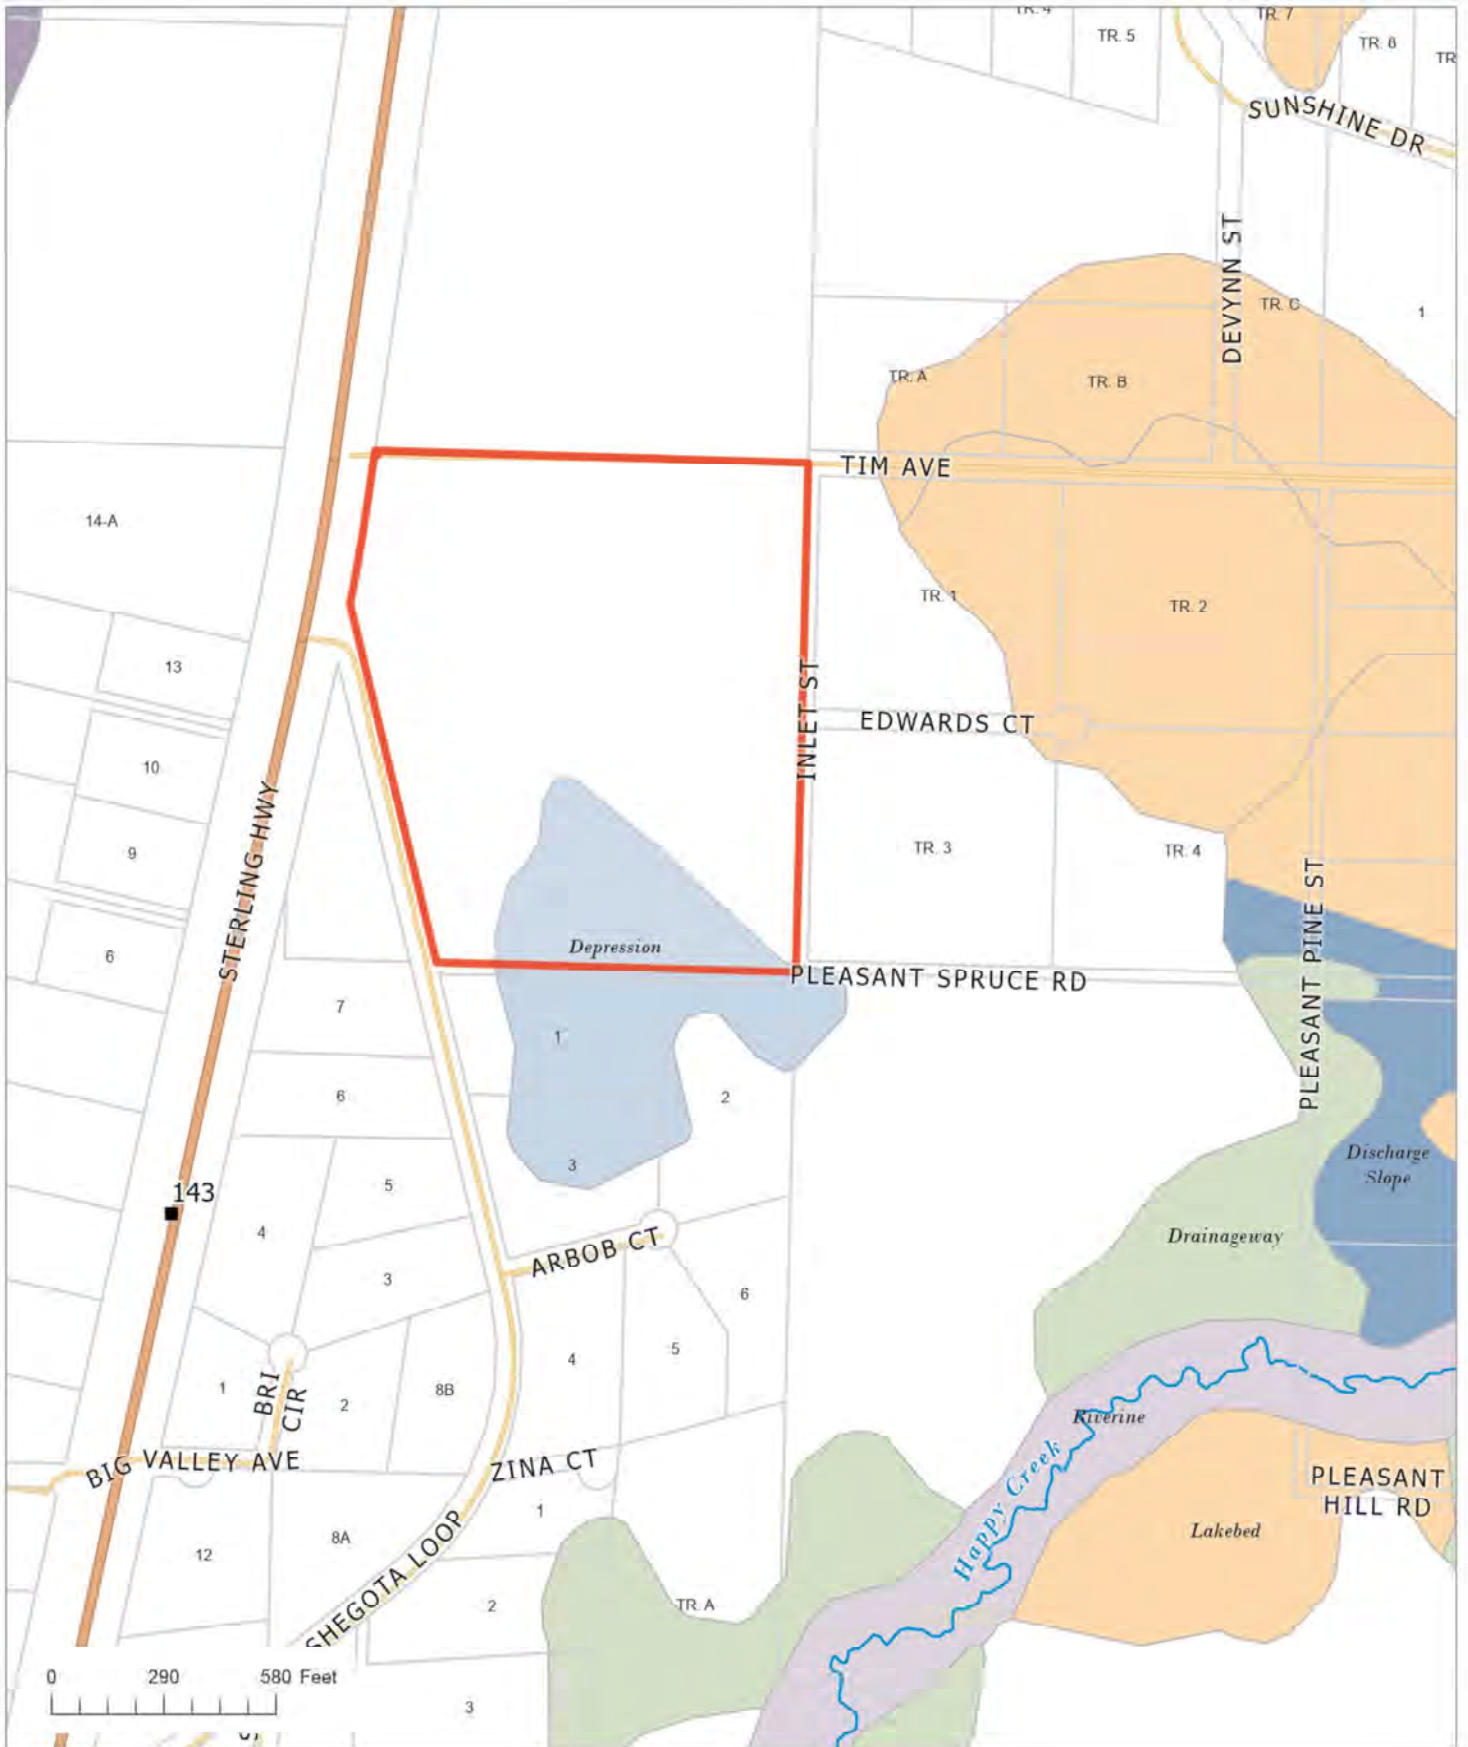 TR. 5
TR. 7
TR. 6
TR
SUNSHINE DR
DEVYNN ST
TR. C
1
TR. A
TR. B
TIM AVE
14-A
TR. 1
TR. 2
13
INLET ST
EDWARDS CT
10
9
STERLING HWY
TR. 3
TR. 4
6
Depression
PLEASANT SPRUCE RD
PLEASANT PINE ST
7
1
6
2
3
5
143
4
3
Discharge
Slope
Drainageway
ARBOB CT
6
4
5
1
BRI
CIR
2
8B
Riverine
Happy Creek
BIG VALLEY AVE
ZINA CT
PLEASANT
HILL RD
1
8A
12
SHEGOTA LOOP
Lakebed
2
TR. A
0 290 580 Feet
3